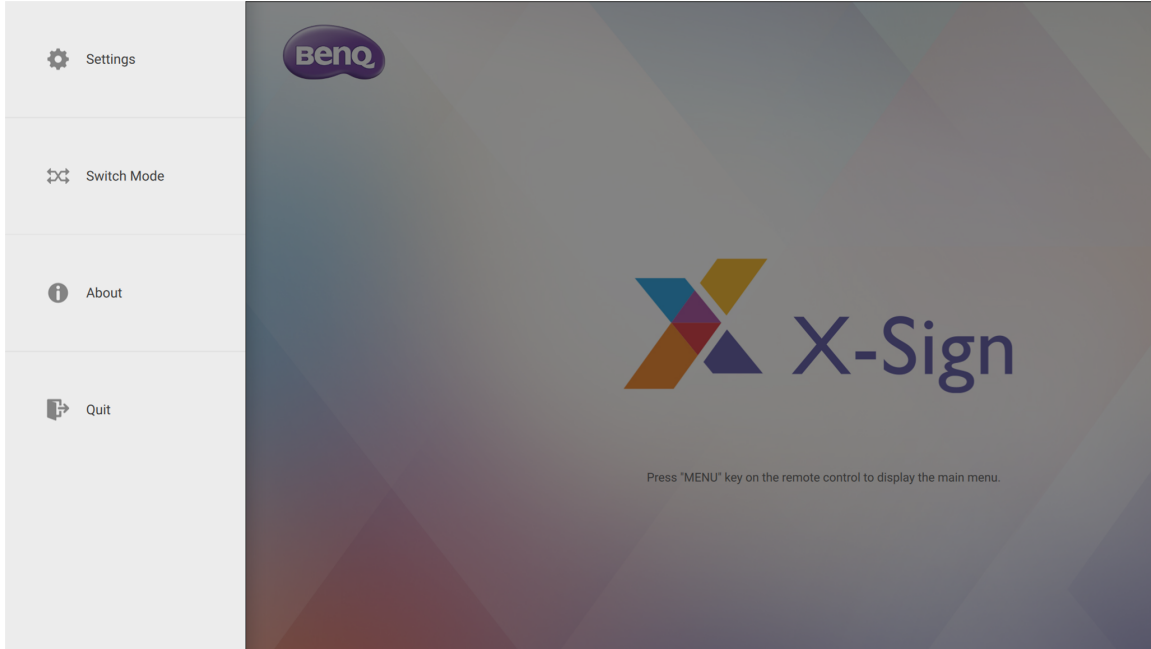 Settings
BenQ
Switch Mode
About
X-Sign
Quit
Press "MENU" key on the remote control to display the main menu.